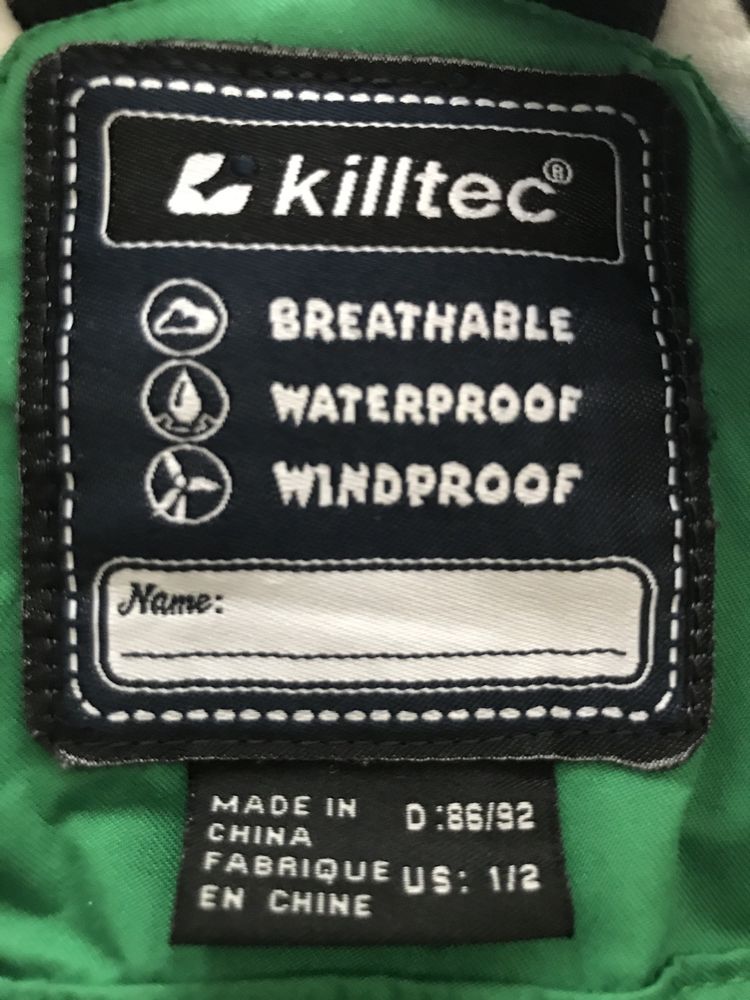 killtec®
BREATHABLE
WATERPROOF
WINDPROOF
Name:
MADE IN
CHINA
FABRIQUE
EN CHINE
D :86/92
US: 1/2